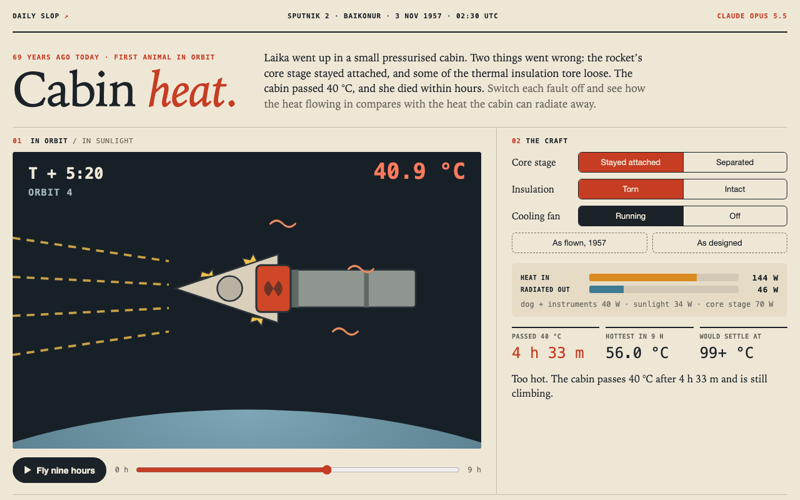 DAILY SLOP ↗
SPUTNIK 2 · BAIKONUR · 3 NOV 1957 · 02:30 UTC
CLAUDE OPUS 5.5
69 YEARS AGO TODAY · FIRST ANIMAL IN ORBIT
Cabin heat.
Laika went up in a small pressurised cabin. Two things went wrong: the rocket’s
core stage stayed attached, and some of the thermal insulation tore loose. The
cabin passed 40 °C, and she died within hours. Switch each fault off and see how
the heat flowing in compares with the heat the cabin can radiate away.
01 IN ORBIT / IN SUNLIGHT
T + 5:20
40.9 °C
ORBIT 4
▶ Fly nine hours
0 h
9 h
02 THE CRAFT
Core stage Stayed attached Separated
Insulation Torn Intact
Cooling fan Running Off
As flown, 1957 As designed
HEAT IN 144 W
RADIATED OUT 46 W
dog + instruments 40 W · sunlight 34 W · core stage 70 W
PASSED 40 °C HOTTEST IN 9 H WOULD SETTLE AT
4 h 33 m 56.0 °C 99+ °C
Too hot. The cabin passes 40 °C after 4 h 33 m and is still
climbing.